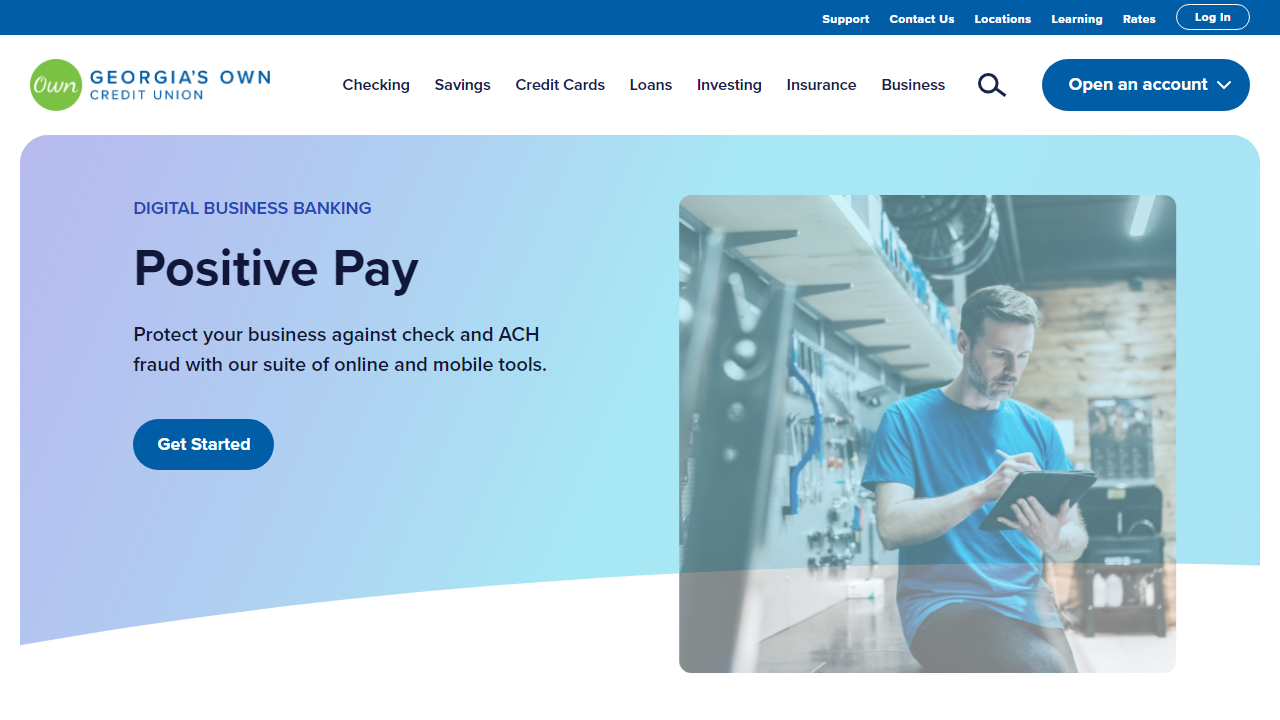 Support Contact Us Locations Learning Rates Log In
Own GEORGIA'S OWN
CREDIT UNION
Checking Savings Credit Cards Loans Investing Insurance Business Open an account
DIGITAL BUSINESS BANKING
Positive Pay
Protect your business against check and ACH
fraud with our suite of online and mobile tools.
Get Started